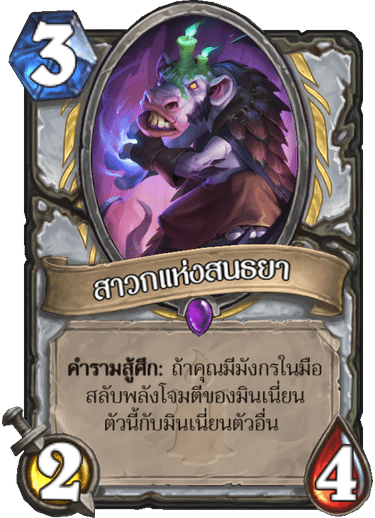 3
สาวกแห่งสนธยา
คำรามสู้ศึก: ถ้าคุณมีมังกรในมือ
สลับพลังโจมตีของมินเนี่ยน
ตัวนี้กับมินเนี่ยนตัวอื่น
2
4